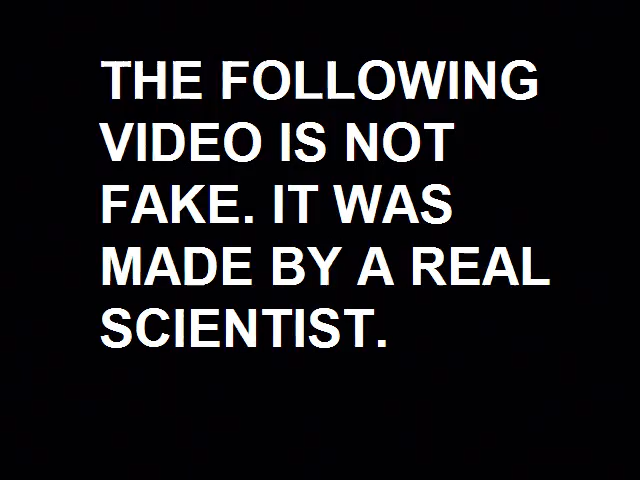 THE FOLLOWING
VIDEO IS NOT
FAKE. IT WAS
MADE BY A REAL
SCIENTIST.